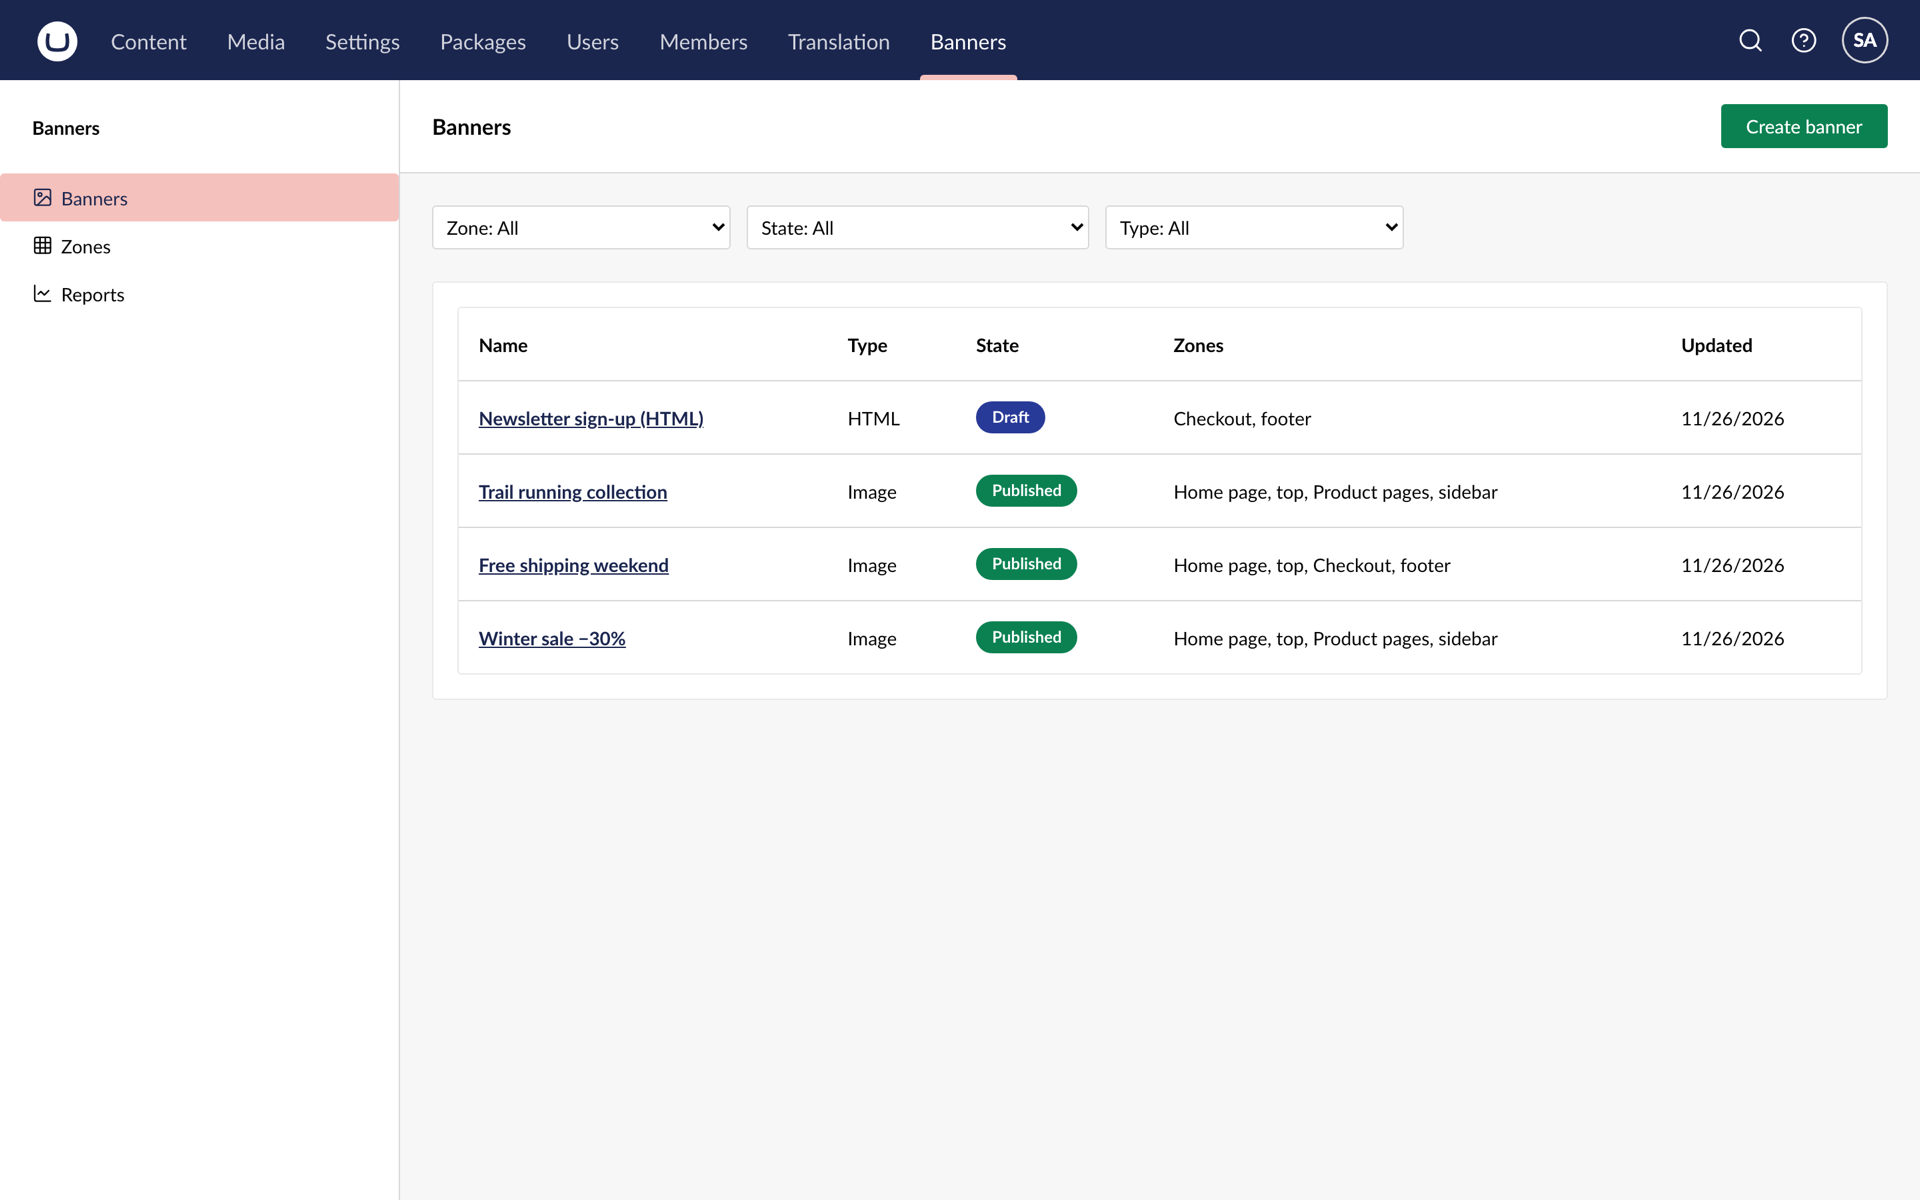 Content Media Settings Packages Users Members Translation Banners SA
Banners
Banners
Zones
Reports
Banners Create banner
Zone: All State: All Type: All
Name Type State Zones Updated
Newsletter sign-up (HTML) HTML Draft Checkout, footer 11/26/2026
Trail running collection Image Published Home page, top, Product pages, sidebar 11/26/2026
Free shipping weekend Image Published Home page, top, Checkout, footer 11/26/2026
Winter sale −30% Image Published Home page, top, Product pages, sidebar 11/26/2026